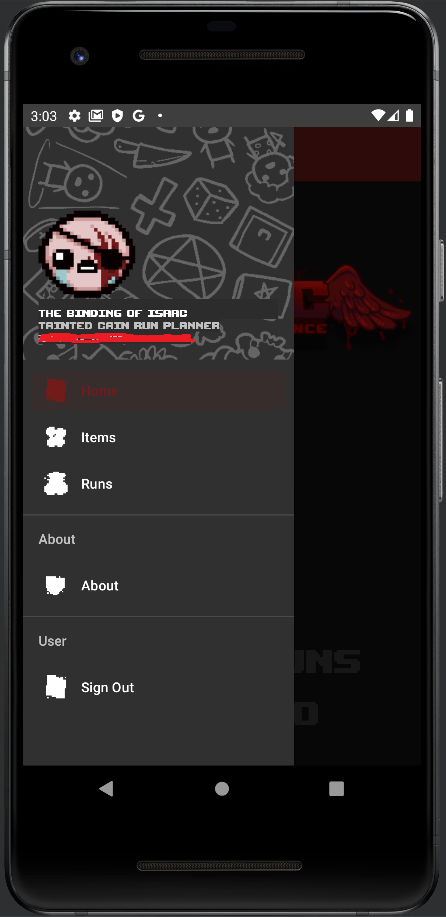 3:03
THE BINDING OF ISAAC
TAINTED CAIN RUN PLANNER
Home
Items
Runs
About
About
User
Sign Out